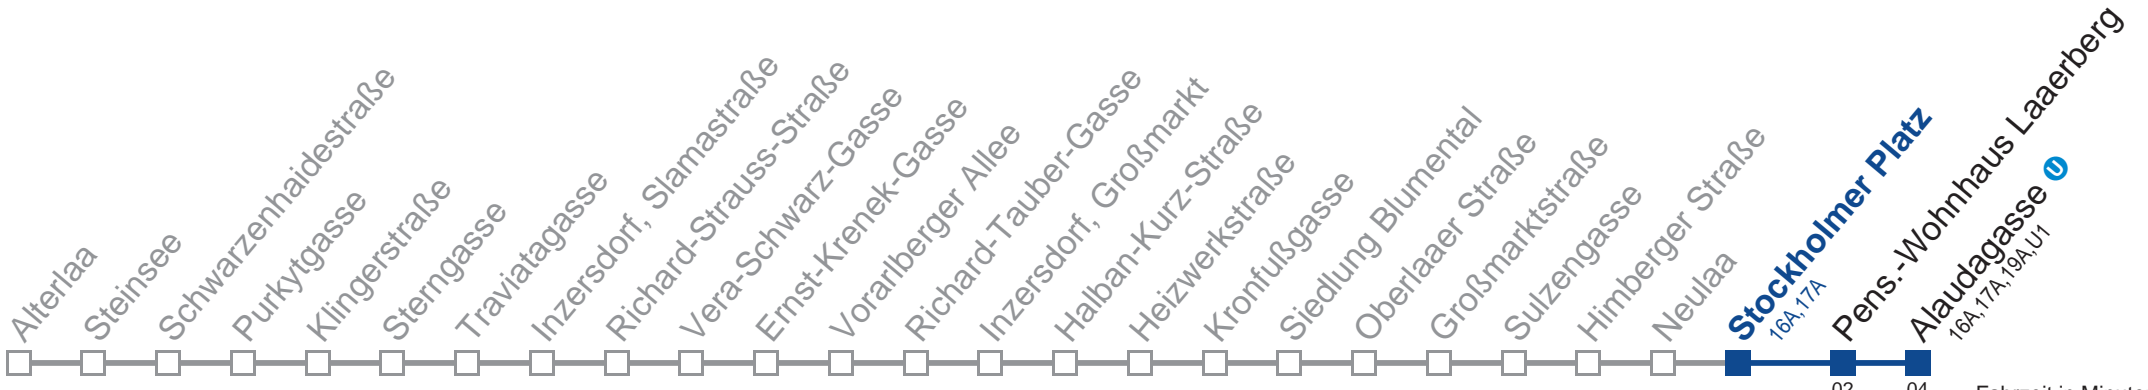 Alterlaa
Steinsee
Schwarzenhaidestraße
Purkytgasse
Klingerstraße
Sterngasse
Traviatagasse
Inzersdorf, Slamastraße
Richard-Strauss-Straße
Vera-Schwarz-Gasse
Ernst-Krenek-Gasse
Vorarlberger Allee
Richard-Tauber-Gasse
Inzersdorf, Großmarkt
Halban-Kurz-Straße
Heizwerkstraße
Kronfußgasse
Siedlung Blumental
Oberlaaer Straße
Großmarktstraße
Sulzengasse
Himberger Straße
Neulaa
Stockholmer Platz
16A,17A
Pens.-Wohnhaus Laaerberg
Alaudagasse U
16A,17A,19A,U1
02 04